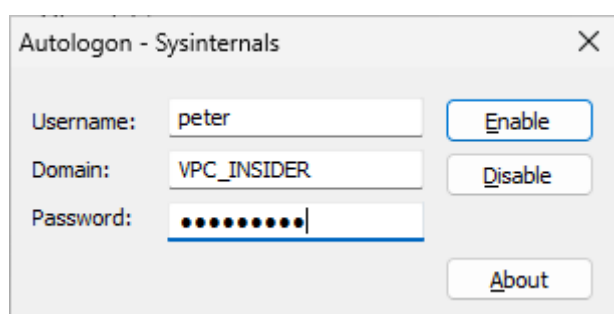 Autologon - Sysinternals
Username: peter Enable
Domain: VPC_INSIDER Disable
Password: ●●●●●●●●●
About